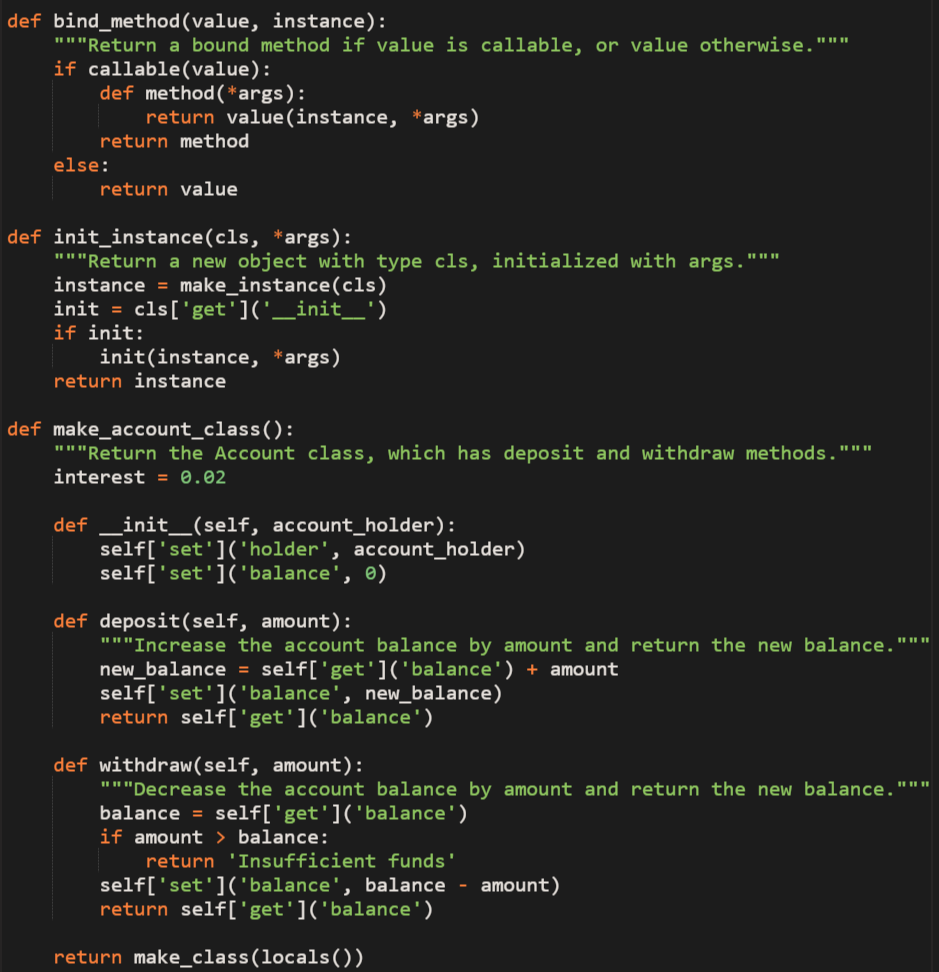 def bind_method(value, instance):
    """Return a bound method if value is callable, or value otherwise."""
    if callable(value):
        def method(*args):
            return value(instance, *args)
        return method
    else:
        return value

def init_instance(cls, *args):
    """Return a new object with type cls, initialized with args."""
    instance = make_instance(cls)
    init = cls['get']('__init__')
    if init:
        init(instance, *args)
    return instance

def make_account_class():
    """Return the Account class, which has deposit and withdraw methods."""
    interest = 0.02

    def __init__(self, account_holder):
        self['set']('holder', account_holder)
        self['set']('balance', 0)

    def deposit(self, amount):
        """Increase the account balance by amount and return the new balance."""
        new_balance = self['get']('balance') + amount
        self['set']('balance', new_balance)
        return self['get']('balance')

    def withdraw(self, amount):
        """Decrease the account balance by amount and return the new balance."""
        balance = self['get']('balance')
        if amount > balance:
            return 'Insufficient funds'
        self['set']('balance', balance - amount)
        return self['get']('balance')

    return make_class(locals())